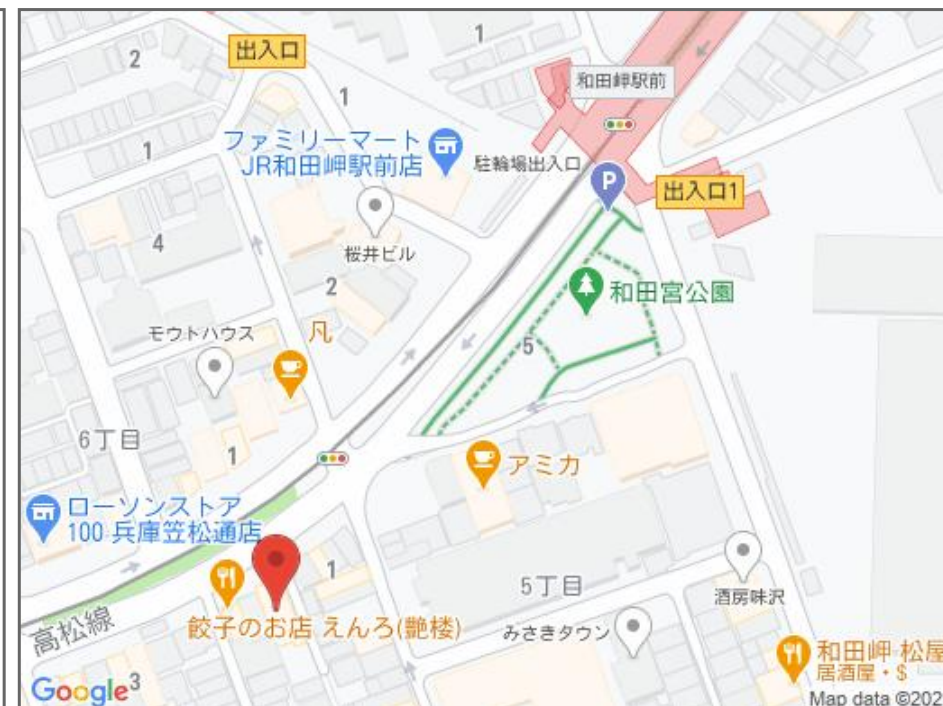 2
出入口
1
1
和田岬駅前
1
ファミリーマート
JR和田岬駅前店
駐輪場出入口
P
出入口1
4
桜井ビル
2
和田宮公園
モウトハウス
凡
5
6丁目
1
アミカ
ローソンストア
100 兵庫笠松通店
1
5丁目
酒房味沢
高松線
餃子のお店 えんろ(艶楼)
みさきタウン
和田岬 松屋
居酒屋・$
Google
3
Map data ©202